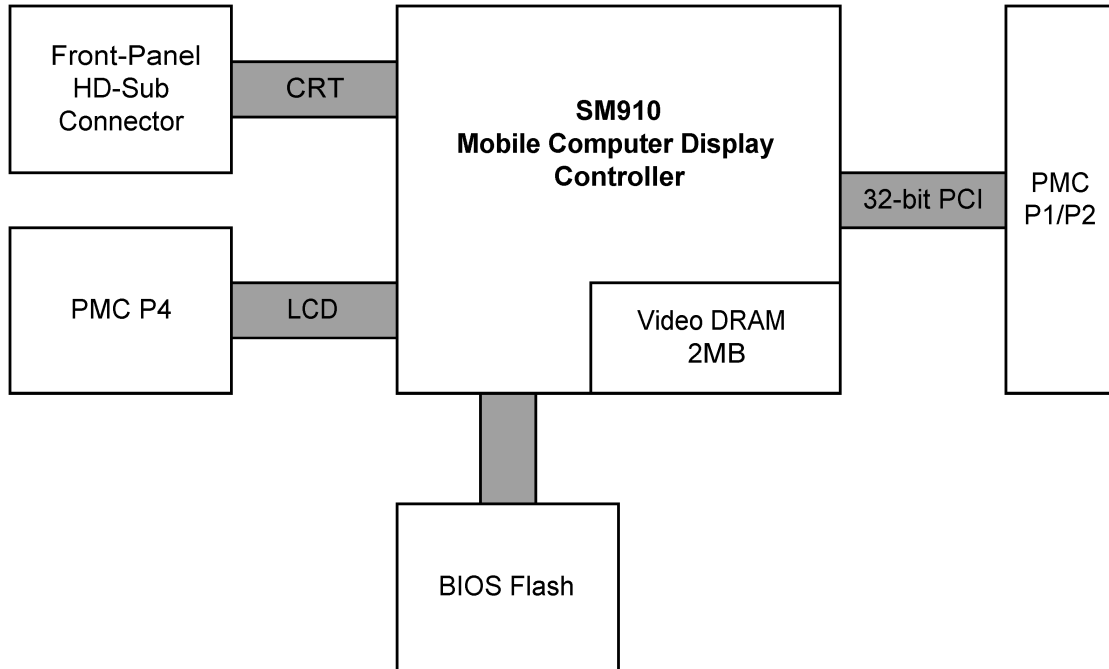 Front-Panel
HD-Sub
Connector
CRT
SM910
Mobile Computer Display
Controller
32-bit PCI
PMC
P1/P2
PMC P4
LCD
Video DRAM
2MB
BIOS Flash